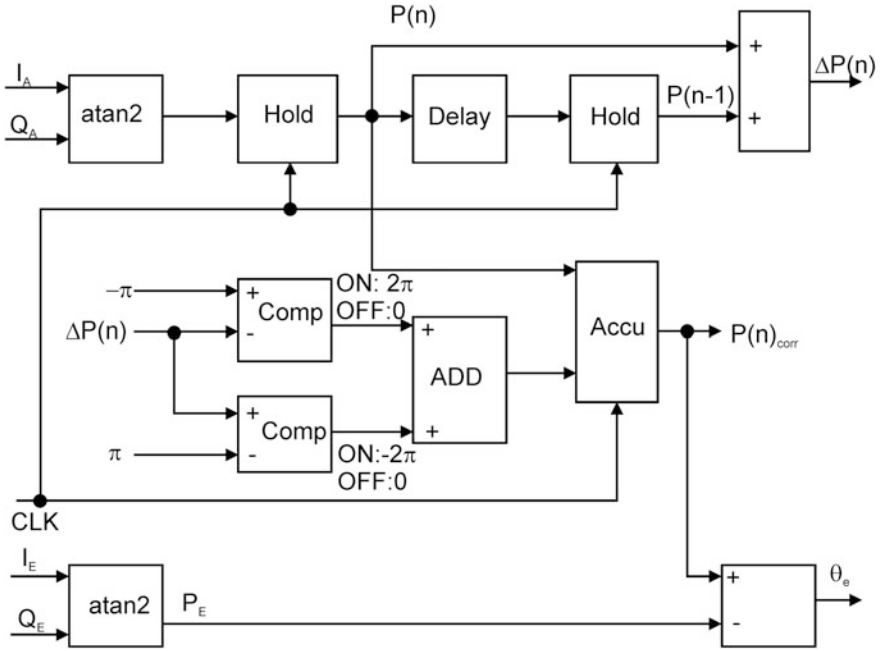 P(n)
I_A
Q_A
atan2
Hold
Delay
Hold
P(n-1)
+
+
ΔP(n)
−π
ΔP(n)
+
-
Comp
ON: 2π
OFF:0
π
+
-
Comp
ON:-2π
OFF:0
+
+
ADD
Accu
P(n)corr
CLK
I_E
Q_E
atan2
P_E
+
-
θ_e